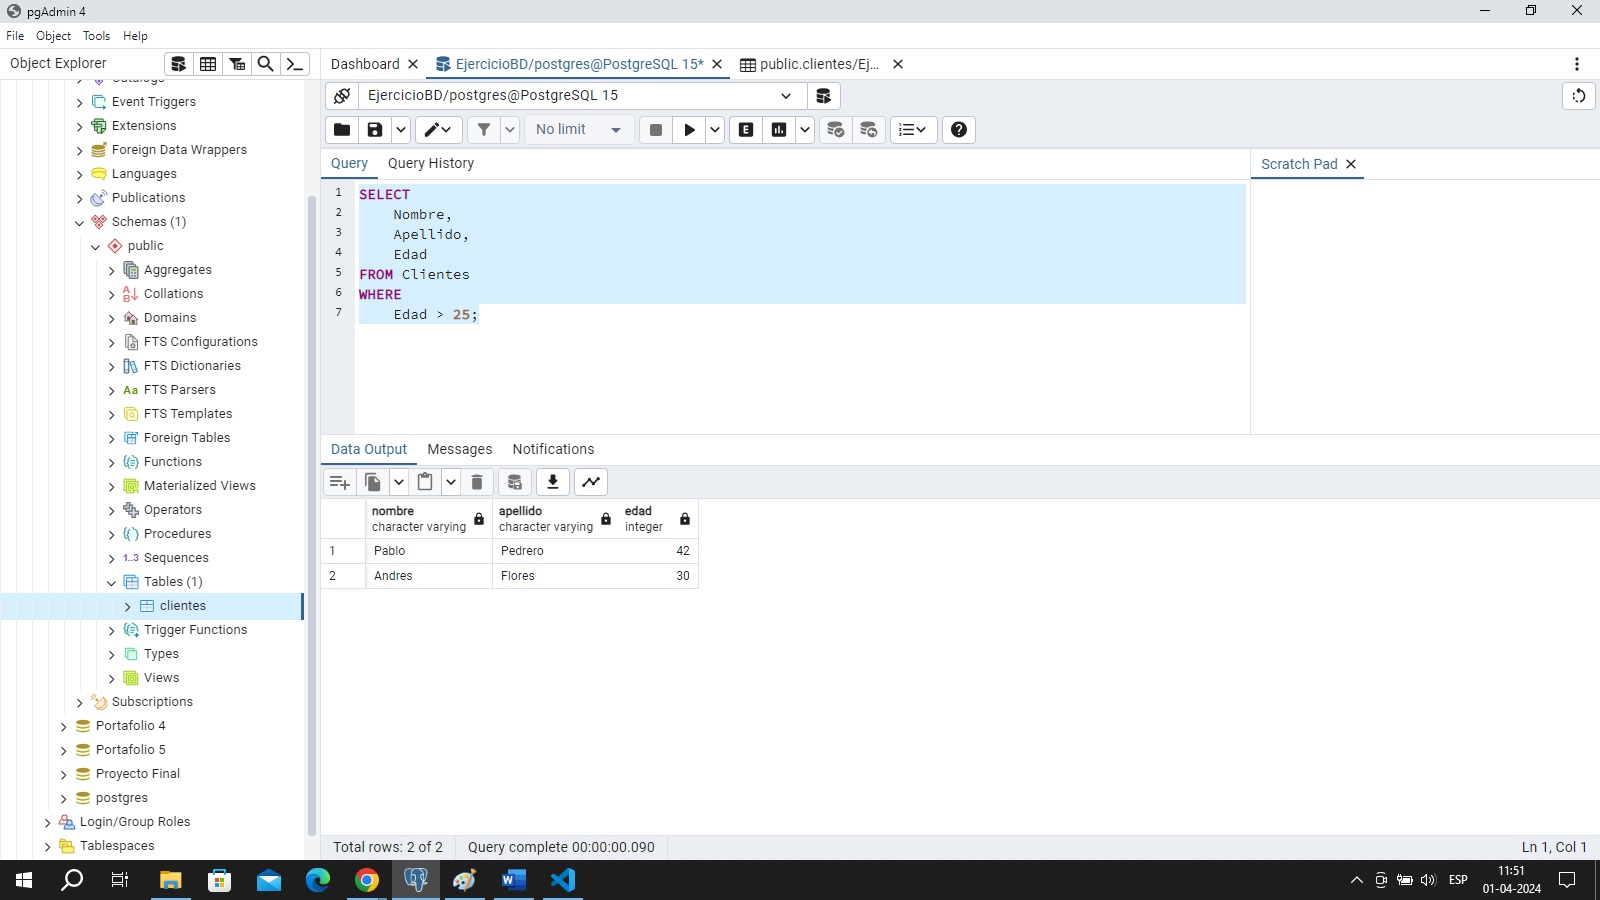 pgAdmin 4
File Object Tools Help
Object Explorer
Dashboard
EjercicioBD/postgres@PostgreSQL 15*
public.clientes/Ej...
Event Triggers
Extensions
Foreign Data Wrappers
Languages
Publications
Schemas (1)
public
Aggregates
Collations
Domains
FTS Configurations
FTS Dictionaries
Aa FTS Parsers
FTS Templates
Foreign Tables
Functions
Materialized Views
Operators
Procedures
1..3 Sequences
Tables (1)
clientes
Trigger Functions
Types
Views
Subscriptions
Portafolio 4
Portafolio 5
Proyecto Final
postgres
Login/Group Roles
Tablespaces
EjercicioBD/postgres@PostgreSQL 15
No limit
E
Query Query History
Scratch Pad
1 SELECT
2 Nombre,
3 Apellido,
4 Edad
5 FROM Clientes
6 WHERE
7 Edad > 25;
Data Output Messages Notifications
nombre apellido edad
character varying character varying integer
1 Pablo Pedrero 42
2 Andres Flores 30
Total rows: 2 of 2 Query complete 00:00:00.090 Ln 1, Col 1
ESP
11:51
01-04-2024